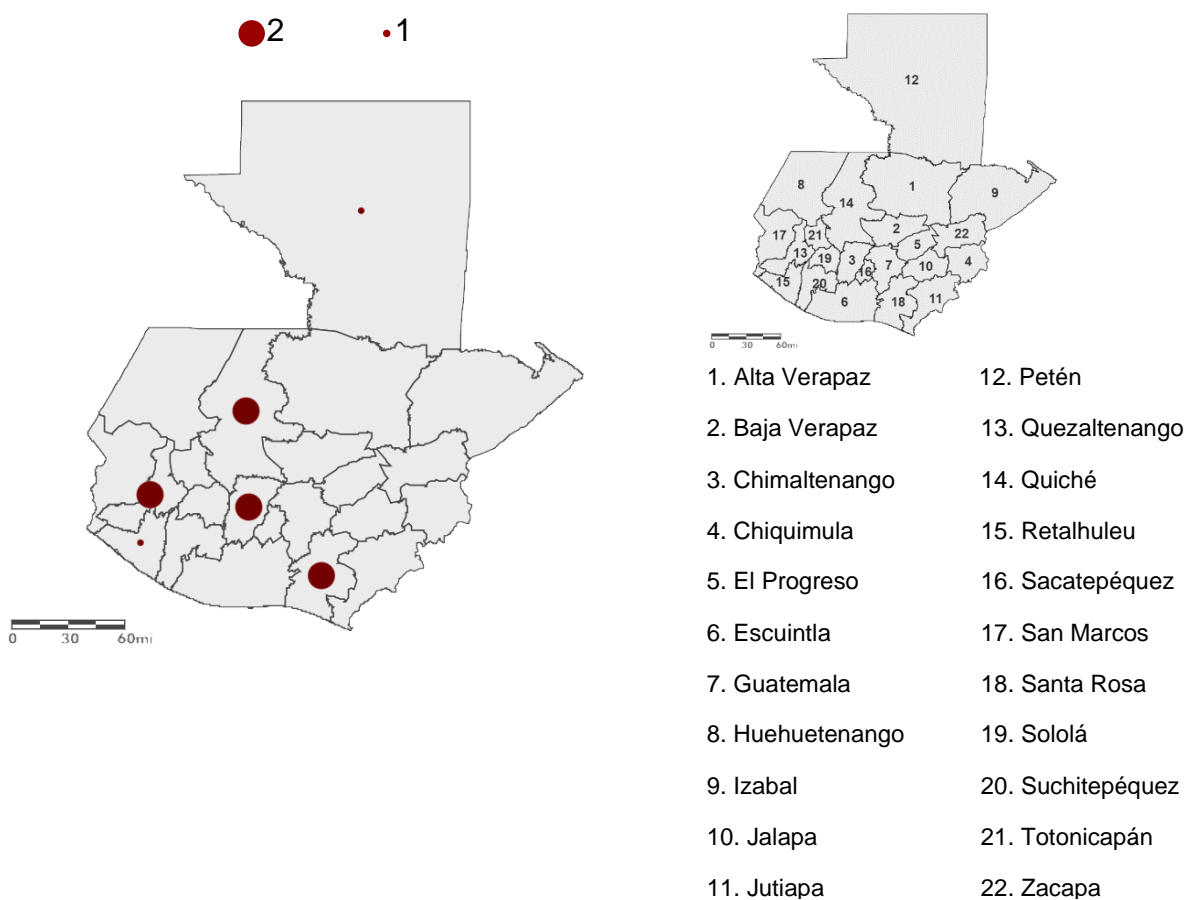 2 1
0 30 60mi
12
8
1
9
14
2
22
17
21
5
13
19
3
7
10
4
16
15
20
6
18
11
0 30 60mi
1. Alta Verapaz
2. Baja Verapaz
3. Chimaltenango
4. Chiquimula
5. El Progreso
6. Escuintla
7. Guatemala
8. Huehuetenango
9. Izabal
10. Jalapa
11. Jutiapa
12. Petén
13. Quezaltenango
14. Quiché
15. Retalhuleu
16. Sacatepéquez
17. San Marcos
18. Santa Rosa
19. Sololá
20. Suchitepéquez
21. Totonicapán
22. Zacapa